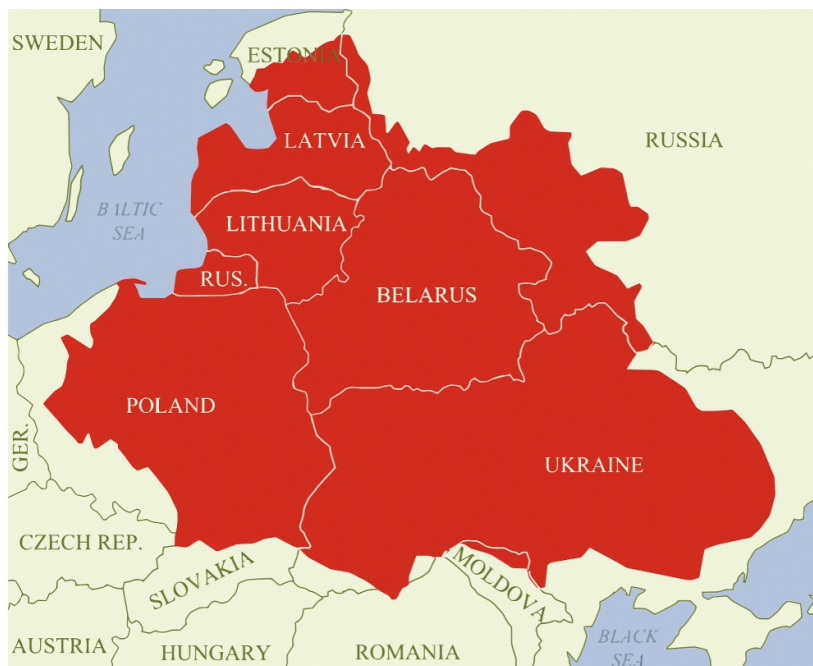 SWEDEN
ESTONIA
RUSSIA
LATVIA
BALTIC
SEA
LITHUANIA
RUS.
BELARUS
POLAND
GER.
UKRAINE
CZECH REP.
SLOVAKIA
MOLDOVA
AUSTRIA
HUNGARY
ROMANIA
BLACK
SEA